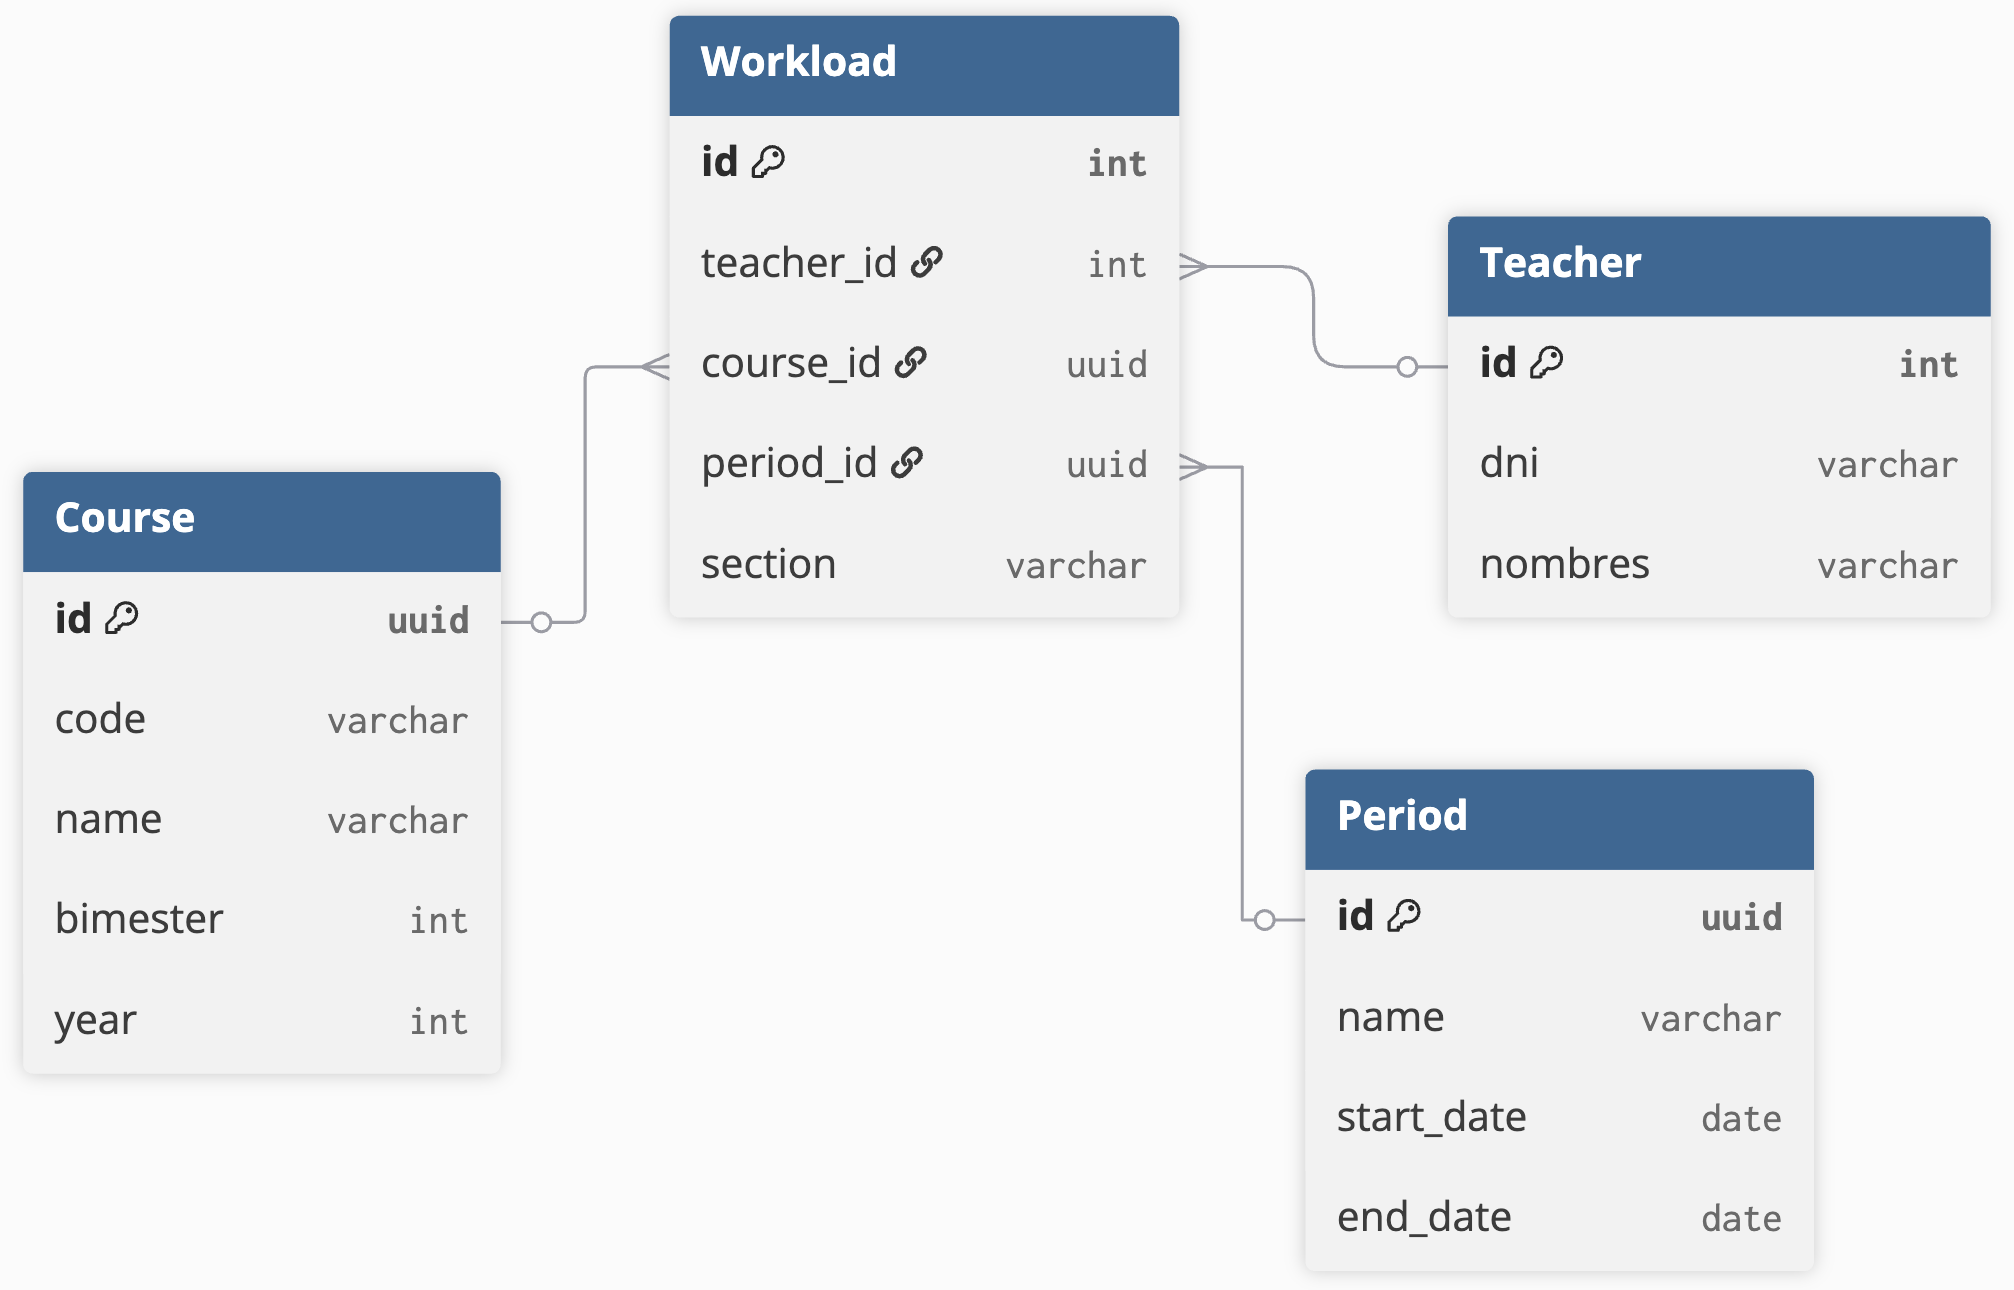 Workload
id int
teacher_id int
course_id uuid
period_id uuid
section varchar
Teacher
id int
dni varchar
nombres varchar
Course
id uuid
code varchar
name varchar
bimester int
year int
Period
id uuid
name varchar
start_date date
end_date date